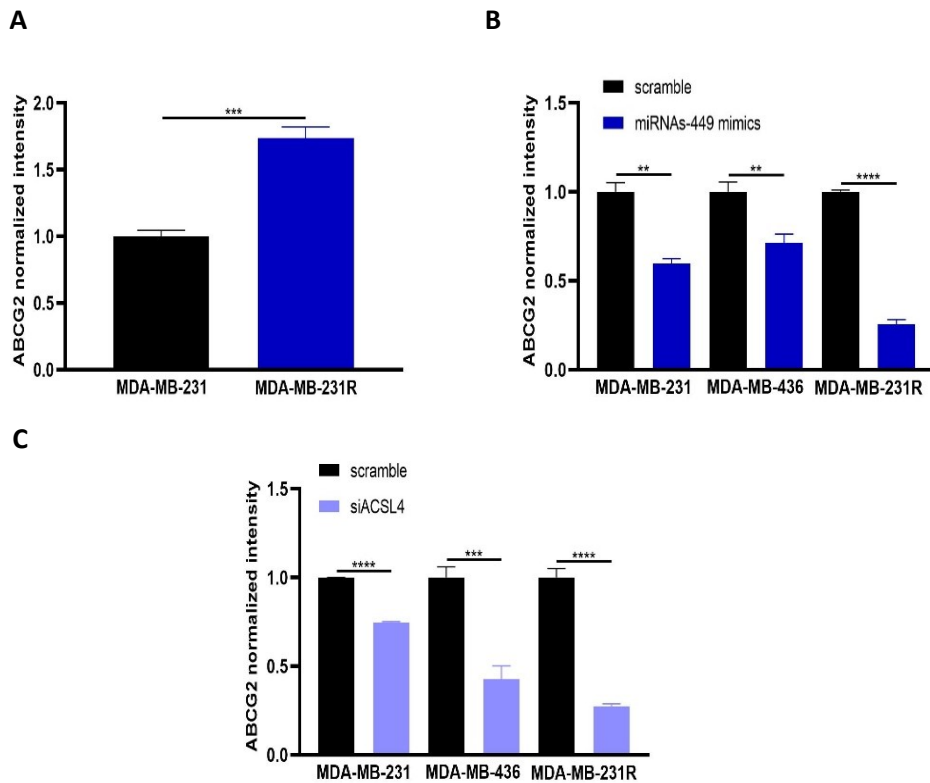 A
ABCG2 normalized intensity
2.0
1.5
1.0
0.5
0.0
***
MDA-MB-231
MDA-MB-231R
B
scramble
miRNAs-449 mimics
ABCG2 normalized intensity
1.5
1.0
0.5
0.0
**
**
****
MDA-MB-231
MDA-MB-436
MDA-MB-231R
C
scramble
siACSL4
ABCG2 normalized intensity
1.5
1.0
0.5
0.0
****
***
****
MDA-MB-231
MDA-MB-436
MDA-MB-231R